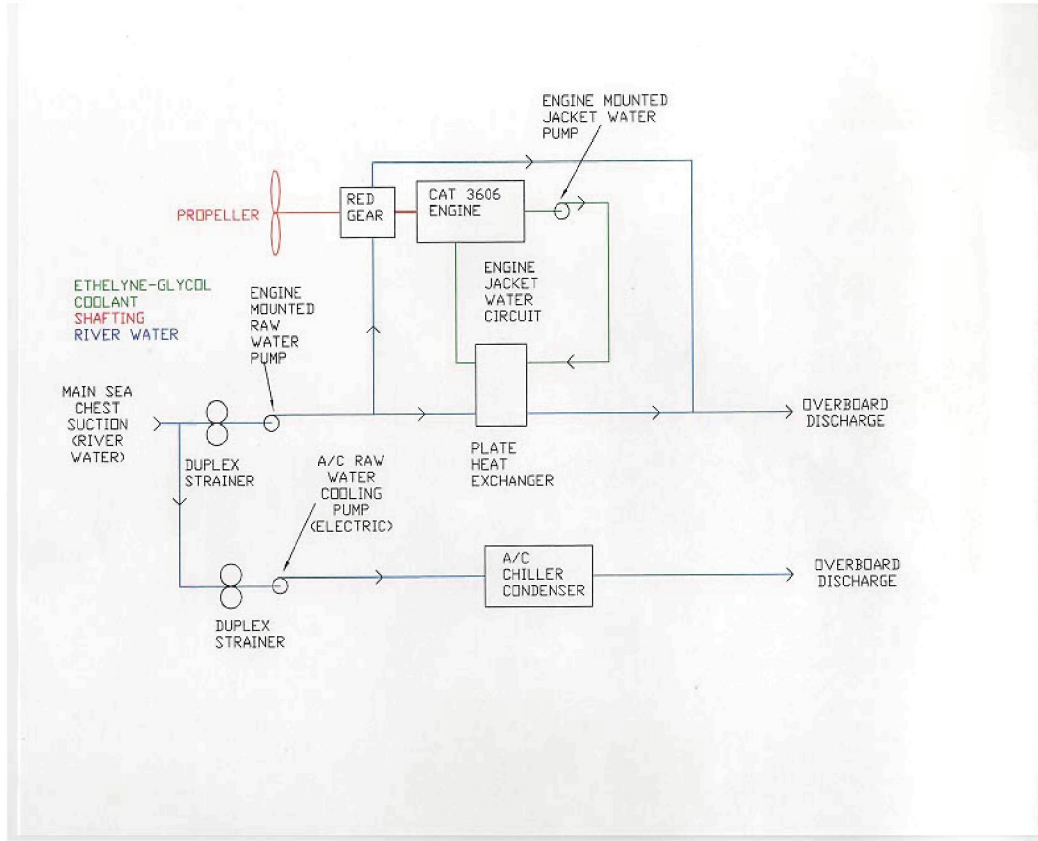 ENGINE MOUNTED
JACKET WATER
PUMP
RED
GEAR
CAT 3606
ENGINE
PROPELLER
ENGINE
JACKET
WATER
CIRCUIT
ETHELYNE-GLYCOL
COOLANT
SHAFTING
RIVER WATER
ENGINE
MOUNTED
RAW
WATER
PUMP
MAIN SEA
CHEST
SUCTION
(RIVER
WATER)
OVERBOARD
DISCHARGE
DUPLEX
STRAINER
A/C RAW
WATER
COOLING
PUMP
(ELECTRIC)
PLATE
HEAT
EXCHANGER
A/C
CHILLER
CONDENSER
OVERBOARD
DISCHARGE
DUPLEX
STRAINER